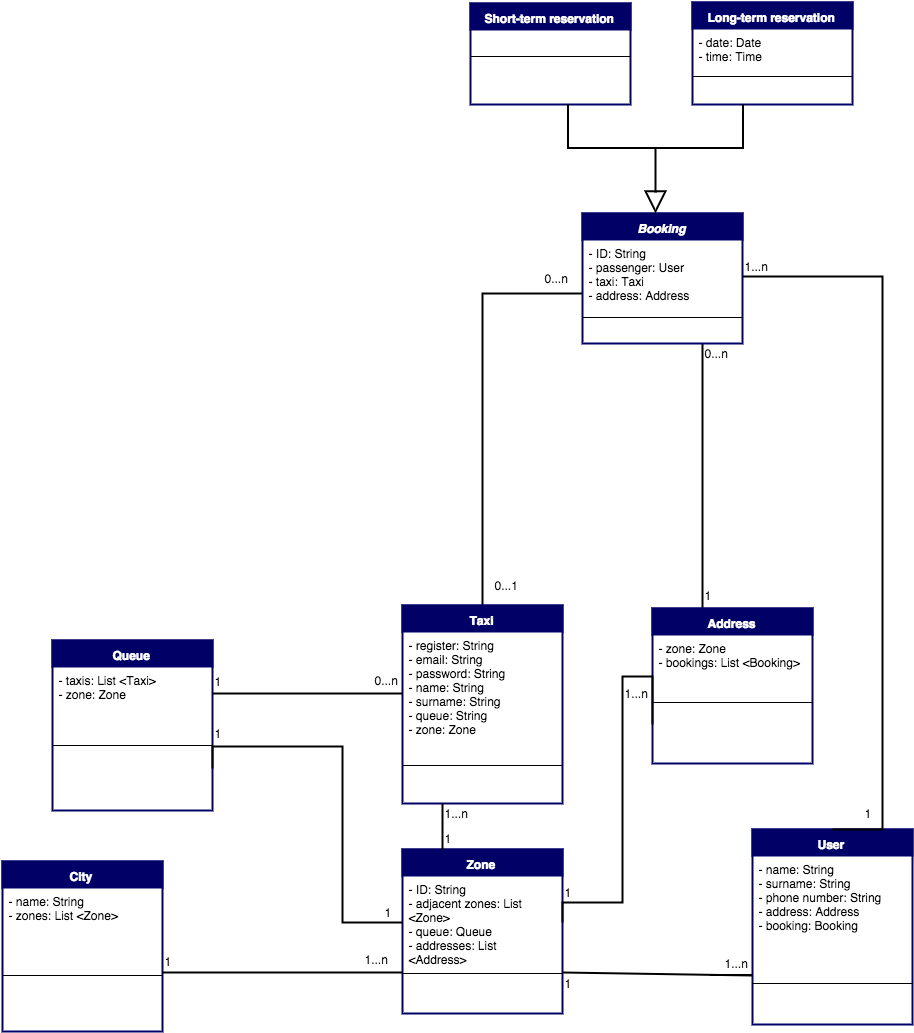 Short-term reservation
Long-term reservation
- date: Date
- time: Time
Booking
- ID: String
- passenger: User
- taxi: Taxi
- address: Address
1...n
0...n
0...n
0...1
1
Taxi
- register: String
- email: String
- password: String
- name: String
- surname: String
- queue: String
- zone: Zone
Address
- zone: Zone
- bookings: List <Booking>
1...n
Queue
- taxis: List <Taxi>
- zone: Zone
1
0...n
1
1...n
1
1
User
- name: String
- surname: String
- phone number: String
- address: Address
- booking: Booking
Zone
- ID: String
- adjacent zones: List
<Zone>
- queue: Queue
- addresses: List
<Address>
1
1
City
- name: String
- zones: List <Zone>
1
1...n
1...n
1